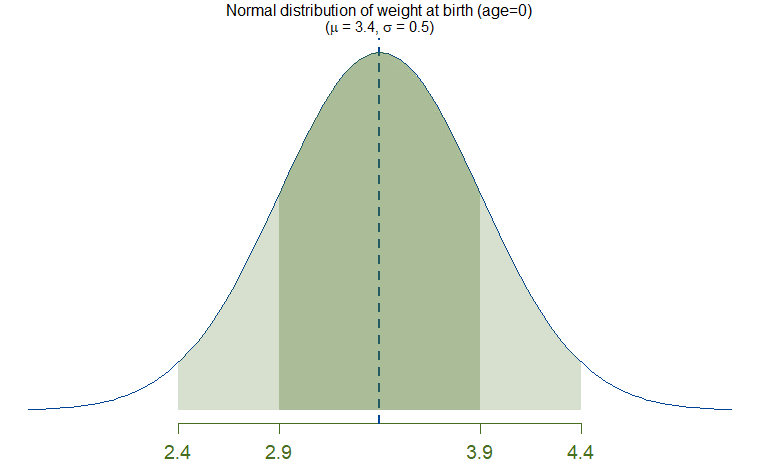 Normal distribution of weight at birth (age=0)
(μ = 3.4, σ = 0.5)
2.4 2.9 3.9 4.4